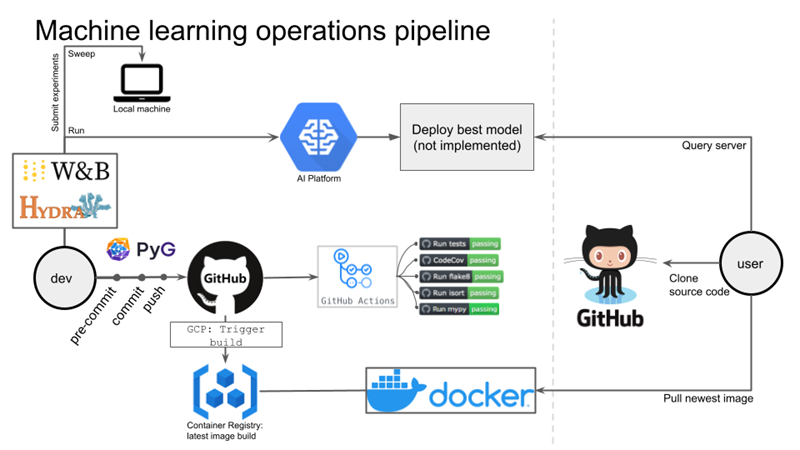 Machine learning operations pipeline
Submit experiments
Sweep
Local machine
Run
AI Platform
Deploy best model
(not implemented)
Query server
W&B
HYDRA
PyG
dev
pre-commit
commit
push
GitHub
GitHub Actions
Run tests passing
CodeCov passing
Run flake8 passing
Run isort passing
Run mypy passing
GCP: Trigger
build
Container Registry:
latest image build
docker
GitHub
Clone
source code
user
Pull newest image